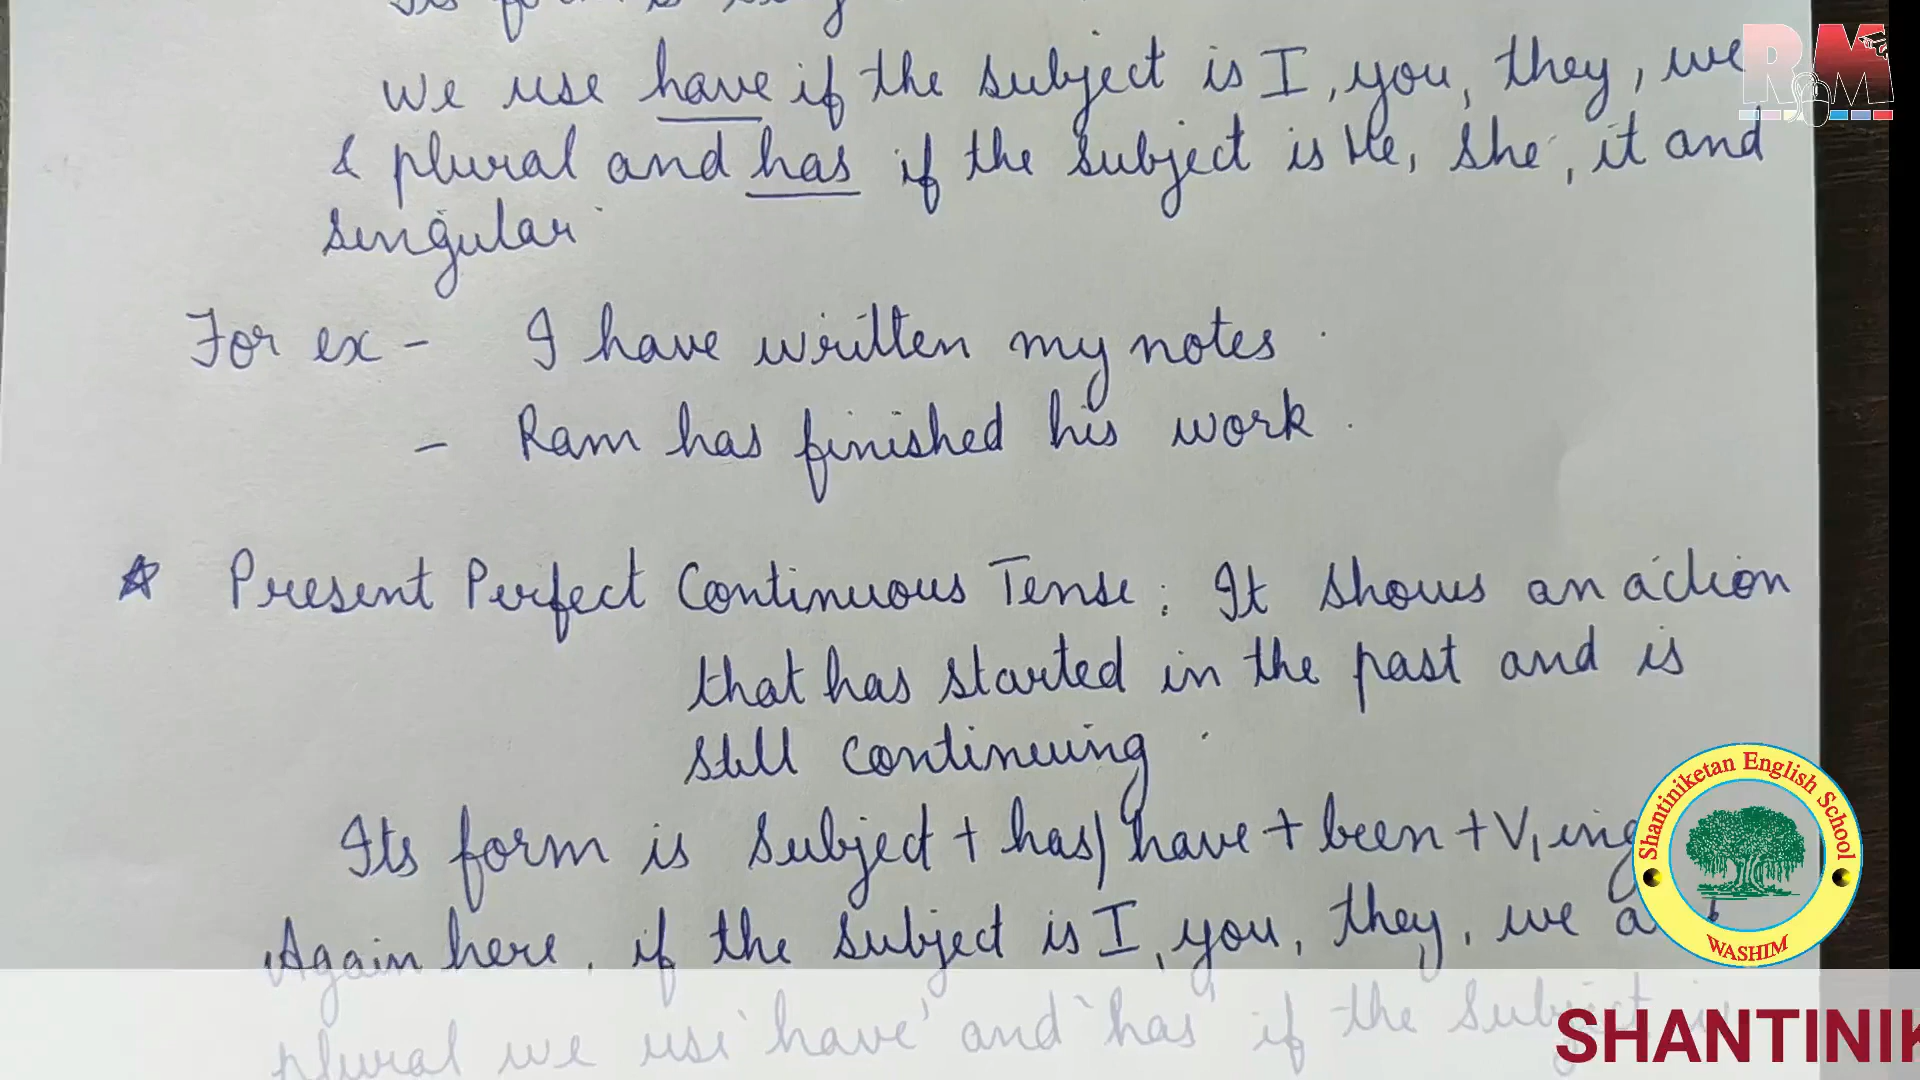 Its form is
we use have if the subject is I, you, they, we
& plural and has if the subject is He, She, it and
singular
For ex - I have written my notes.
- Ram has finished his work.
Present Perfect Continuous Tense : It shows an action
that has started in the past and is
still continuing.
Its form is Subject + has/have + been + V1 ing
Again here, if the subject is I, you, they, we
plural we use 'have' and 'has' if the subject
RM
Shantiniketan English School
WASHIM
SHANTINIK